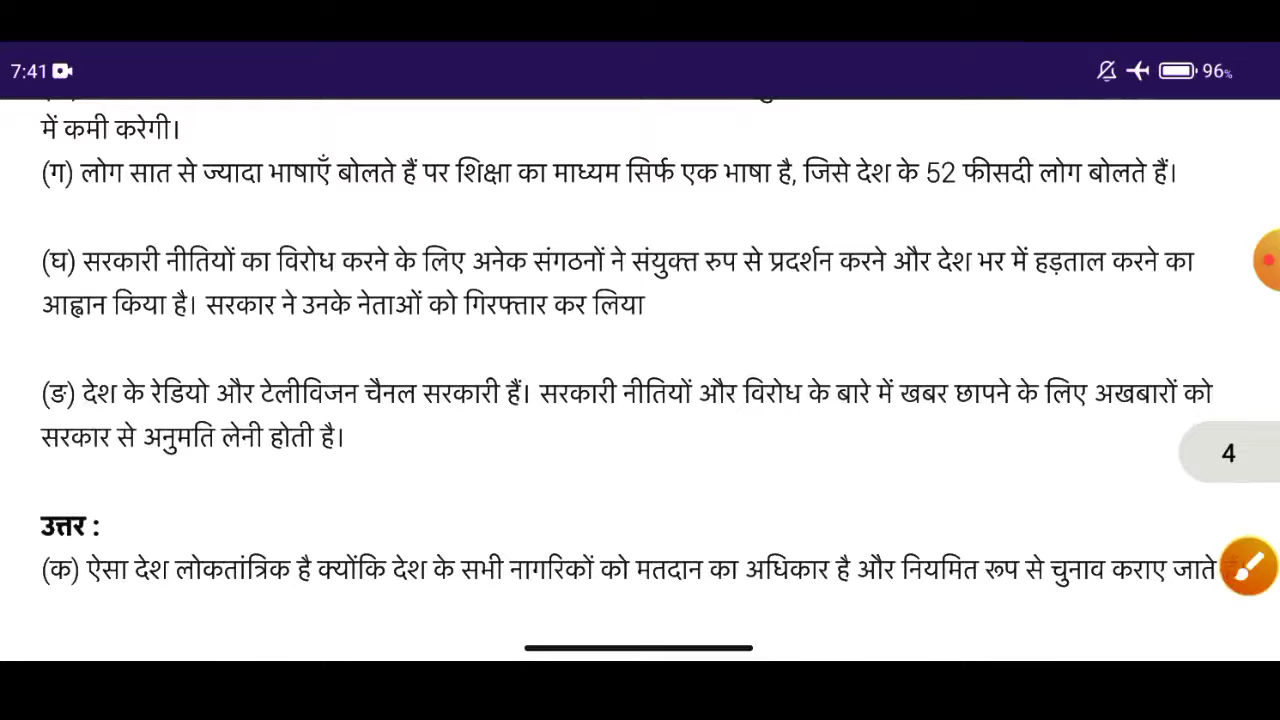 7:41
96%
में कमी करेगी।
(ग) लोग सात से ज्यादा भाषाएँ बोलते हैं पर शिक्षा का माध्यम सिर्फ एक भाषा है, जिसे देश के 52 फीसदी लोग बोलते हैं।
(घ) सरकारी नीतियों का विरोध करने के लिए अनेक संगठनों ने संयुक्त रुप से प्रदर्शन करने और देश भर में हड़ताल करने का
आह्वान किया है। सरकार ने उनके नेताओं को गिरफ्तार कर लिया
(ङ) देश के रेडियो और टेलीविजन चैनल सरकारी हैं। सरकारी नीतियों और विरोध के बारे में खबर छापने के लिए अखबारों को
सरकार से अनुमति लेनी होती है।
4
उत्तर :
(क) ऐसा देश लोकतांत्रिक है क्योंकि देश के सभी नागरिकों को मतदान का अधिकार है और नियमित रूप से चुनाव कराए जाते